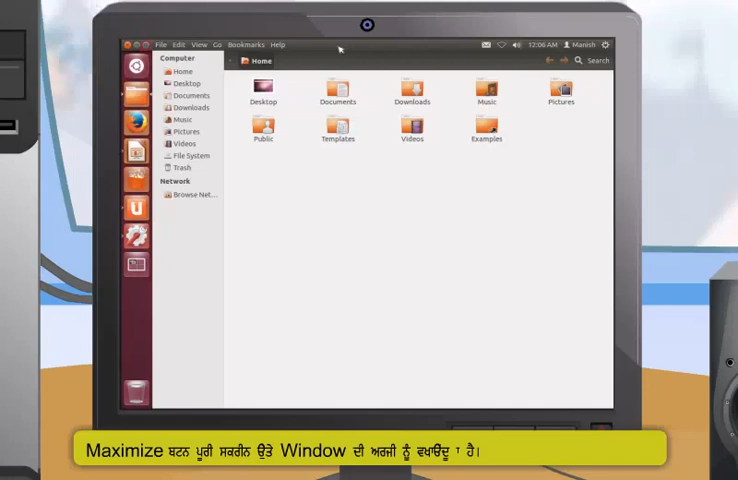 File Edit View Go Bookmarks Help
12:06 AM Manish
Computer
Home
Desktop
Documents
Downloads
Music
Pictures
Videos
File System
Trash
Network
Browse Net...
Home
Search
Desktop Documents Downloads Music Pictures
Public Templates Videos Examples
Maximize ਬਟਨ ਪੂਰੀ ਸਕਰੀਨ ਉਤੇ Window ਦੀ ਅਰਜੀ ਨੂੰ ਵਖਾਉਂਦਾ ਹੈ।